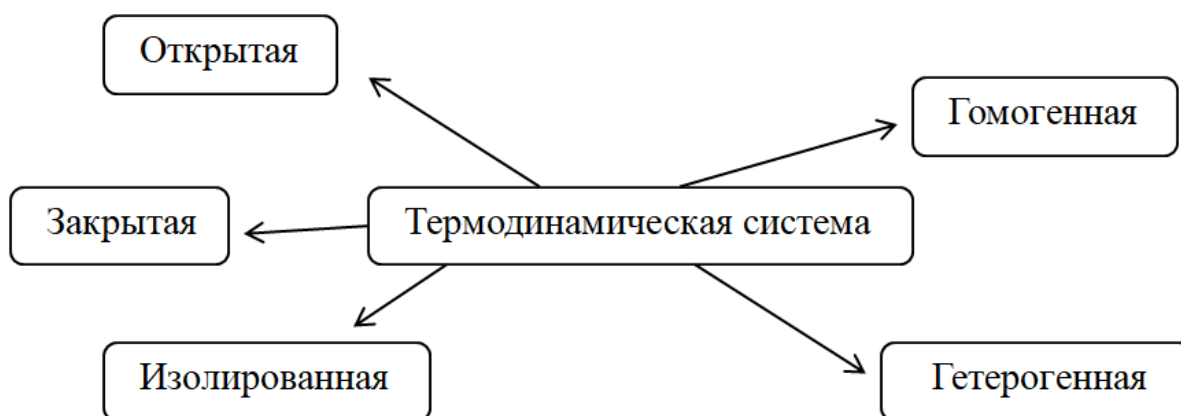 Открытая
Гомогенная
Закрытая
Термодинамическая система
Изолированная
Гетерогенная